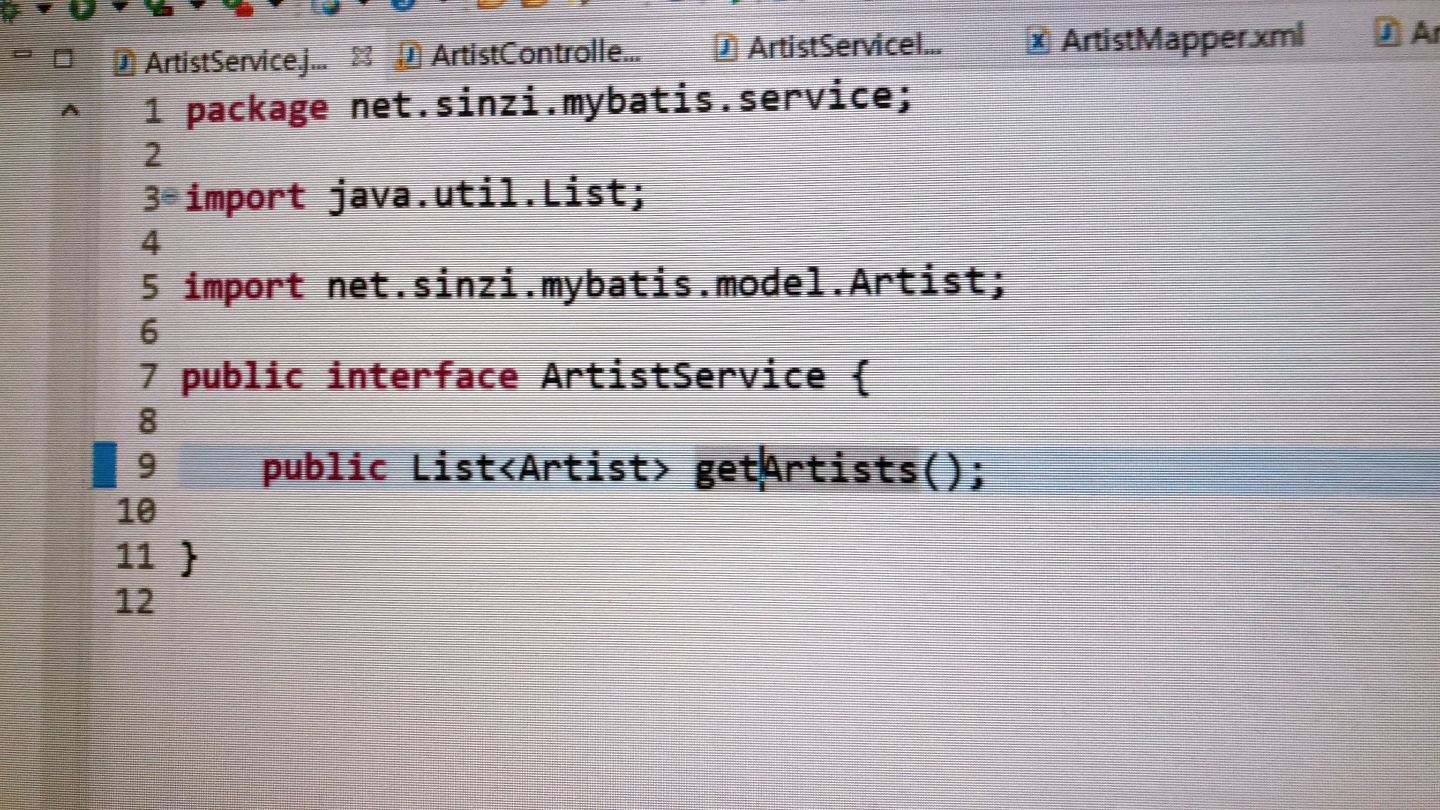 ArtistService.j... ArtistControlle... ArtistServiceI... ArtistMapper.xml Ar
1 package net.sinzi.mybatis.service;
2
3 import java.util.List;
4
5 import net.sinzi.mybatis.model.Artist;
6
7 public interface ArtistService {
8
9 public List<Artist> getArtists();
10
11 }
12